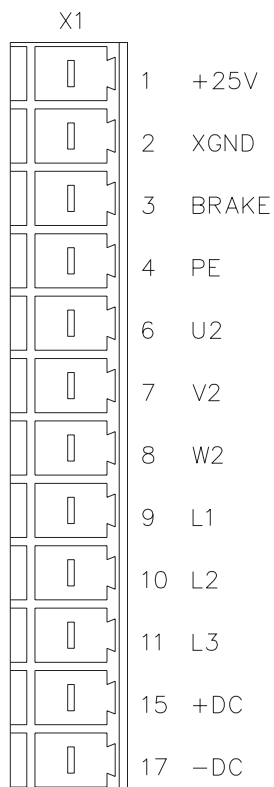 X1
1 +25V
2 XGND
3 BRAKE
4 PE
6 U2
7 V2
8 W2
9 L1
10 L2
11 L3
15 +DC
17 -DC